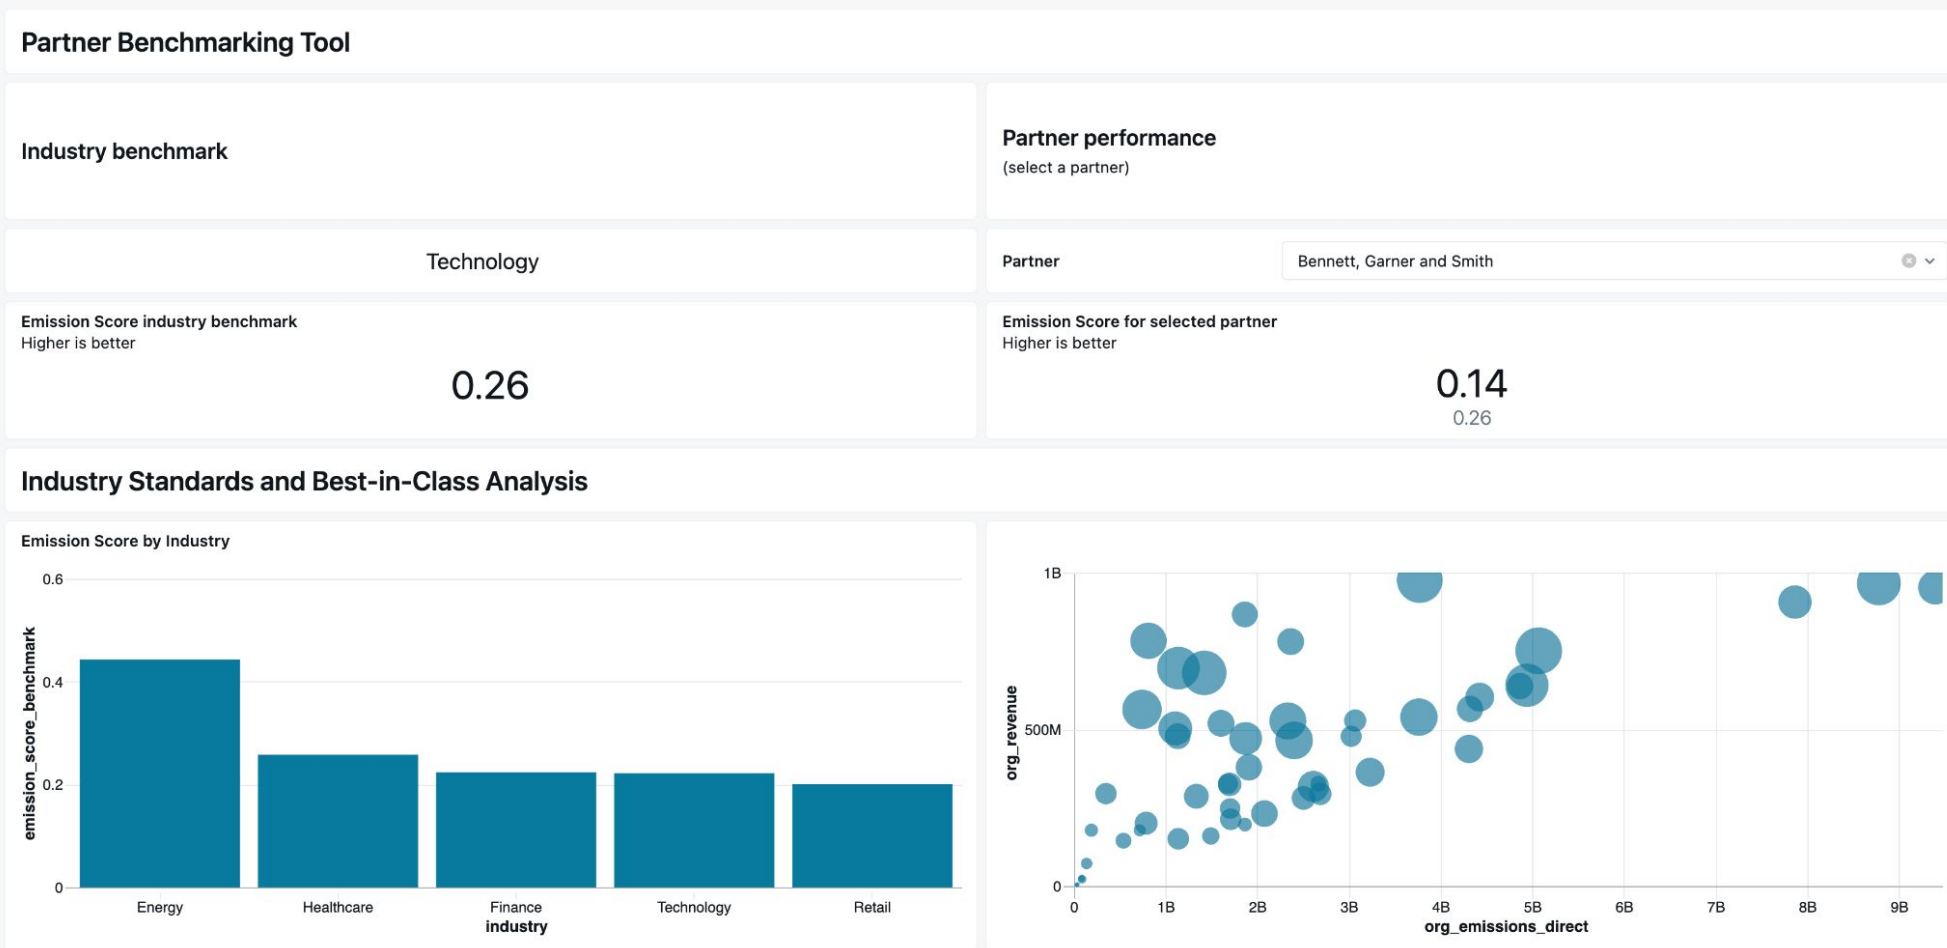 Partner Benchmarking Tool
Industry benchmark
Partner performance
(select a partner)
Technology
Partner
Bennett, Garner and Smith
Emission Score industry benchmark
Higher is better
0.26
Emission Score for selected partner
Higher is better
0.14
0.26
Industry Standards and Best-in-Class Analysis
Emission Score by Industry
emission_score_benchmark
0.6
0.4
0.2
0
Energy
Healthcare
Finance
Technology
Retail
industry
org_revenue
1B
500M
0
0
1B
2B
3B
4B
5B
6B
7B
8B
9B
org_emissions_direct